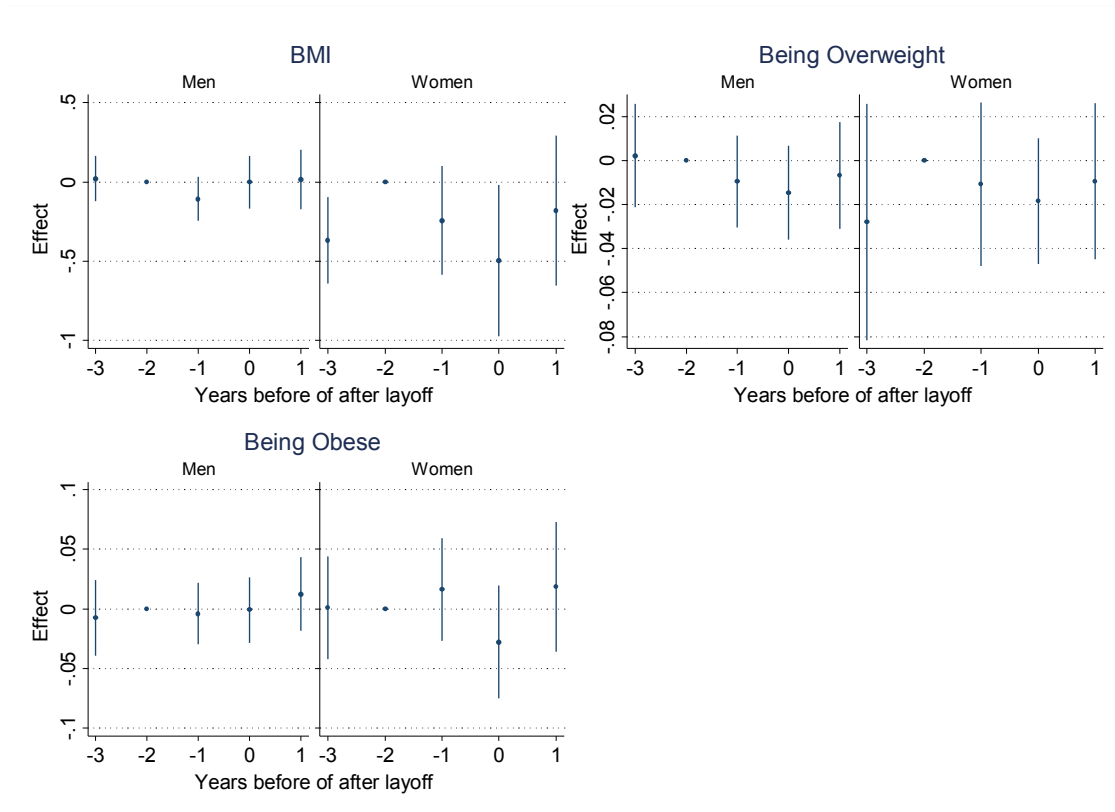 BMI
Men
Women
Effect
.5
0
-.5
-1
-3 -2 -1 0 1 -3 -2 -1 0 1
Years before of after layoff
Being Overweight
Men
Women
Effect
.02
0
-.02
-.04
-.06
-.08
-3 -2 -1 0 1 -3 -2 -1 0 1
Years before of after layoff
Being Obese
Men
Women
Effect
.1
.05
0
-.05
-.1
-3 -2 -1 0 1 -3 -2 -1 0 1
Years before of after layoff